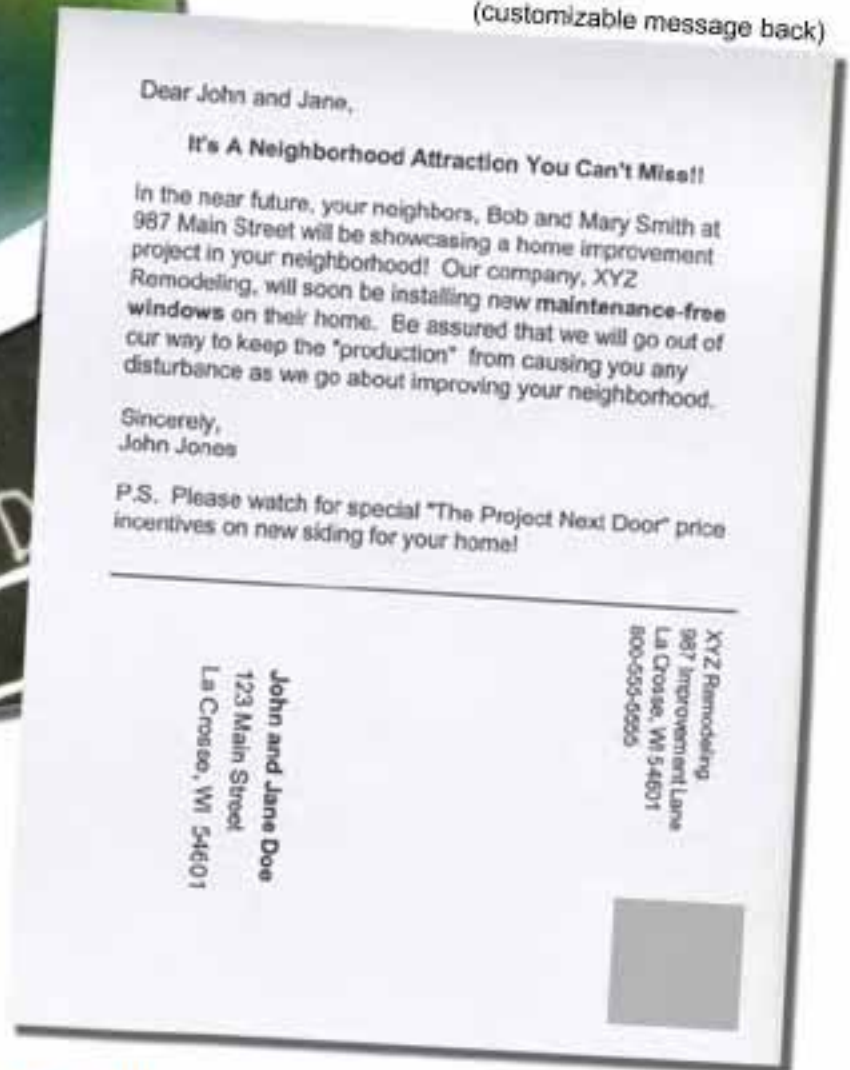 (customizable message back)
Dear John and Jane,
It's A Neighborhood Attraction You Can't Miss!!
In the near future, your neighbors, Bob and Mary Smith at
987 Main Street will be showcasing a home improvement
project in your neighborhood! Our company, XYZ
Remodeling, will soon be installing new maintenance-free
windows on their home. Be assured that we will go out of
our way to keep the "production" from causing you any
disturbance as we go about improving your neighborhood.
Sincerely,
John Jones
P.S. Please watch for special "The Project Next Door" price
incentives on new siding for your home!
XYZ Remodeling
987 Improvement Lane
La Crosse, WI 54601
800-555-5555
John and Jane Doe
123 Main Street
La Crosse, WI 54601